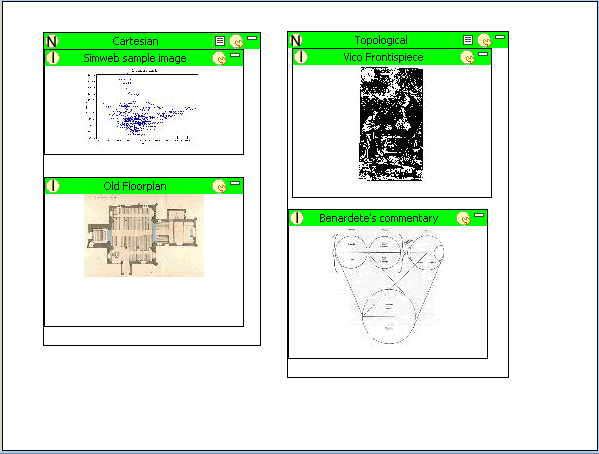 N Cartesian
I Simweb sample image
I Old Floorplan
N Topological
I Vico Frontispiece
I Benardete's commentary